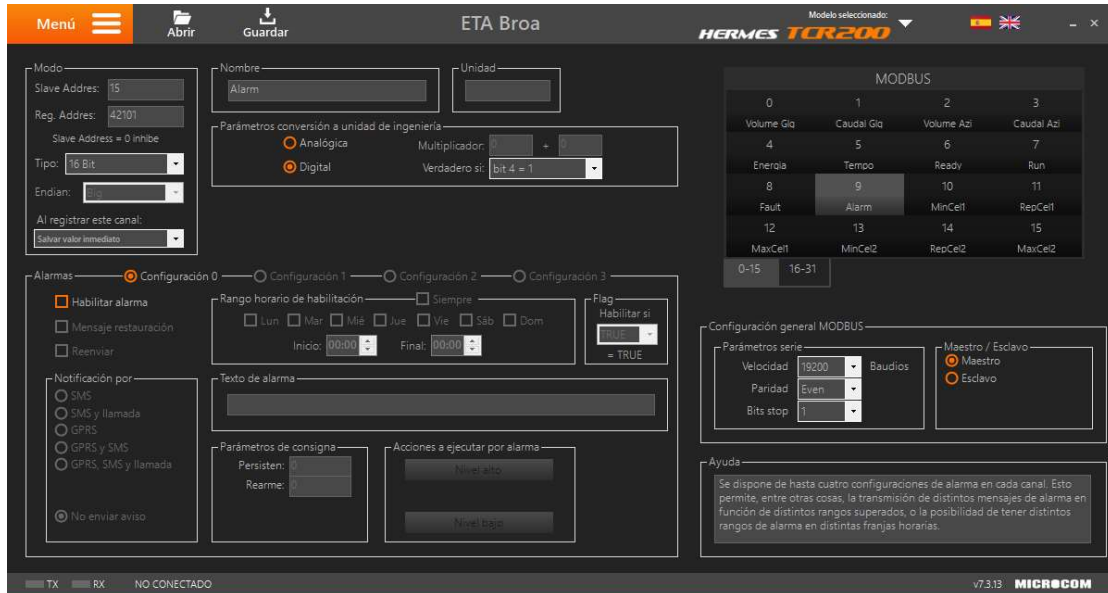 Menú
Abrir
Guardar
ETA Broa
Modelo seleccionado:
HERMES TCR200
Modo
Slave Addres: 15
Reg. Addres: 42101
Slave Address = 0 inhibe
Tipo: 16 Bit
Endian: Big
Al registrar este canal:
Salvar valor inmediato
Nombre
Alarm
Unidad
Parámetros conversión a unidad de ingeniería
Analógica
Multiplicador: 0 + 0
Digital
Verdadero si: bit 4 = 1
MODBUS
0 1 2 3
Volume Glq Caudal Glq Volume Azi Caudal Azi
4 5 6 7
Energia Tempo Ready Run
8 9 10 11
Fault Alarm MinCel1 RepCel1
12 13 14 15
MaxCel1 MinCel2 RepCel2 MaxCel2
0-15 16-31
Alarmas Configuración 0 Configuración 1 Configuración 2 Configuración 3
Habilitar alarma
Mensaje restauración
Reenviar
Rango horario de habilitación Siempre
Lun Mar Mié Jue Vie Sáb Dom
Inicio: 00:00 Final: 00:00
Flag
Habilitar si
TRUE
= TRUE
Notificación por
SMS
SMS y llamada
GPRS
GPRS y SMS
GPRS, SMS y llamada
No enviar aviso
Texto de alarma
Parámetros de consigna
Persisten: 0
Rearme: 0
Acciones a ejecutar por alarma
Nivel alto
Nivel bajo
Configuración general MODBUS
Parámetros serie
Velocidad 19200 Baudios
Paridad Even
Bits stop 1
Maestro / Esclavo
Maestro
Esclavo
Ayuda
Se dispone de hasta cuatro configuraciones de alarma en cada canal. Esto
permite, entre otras cosas, la transmisión de distintos mensajes de alarma en
función de distintos rangos superados, o la posibilidad de tener distintos
rangos de alarma en distintas franjas horarias.
TX RX NO CONECTADO
v7.3.13 MICROCOM